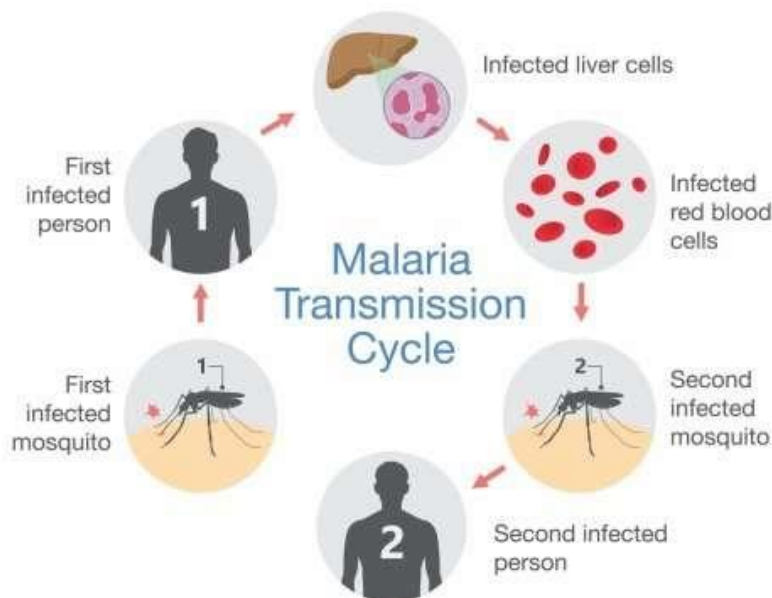 Infected liver cells
First
infected
person
1
Infected
red blood
cells
Malaria
Transmission
Cycle
First
infected
mosquito
1
2
Second
infected
mosquito
2
Second infected
person